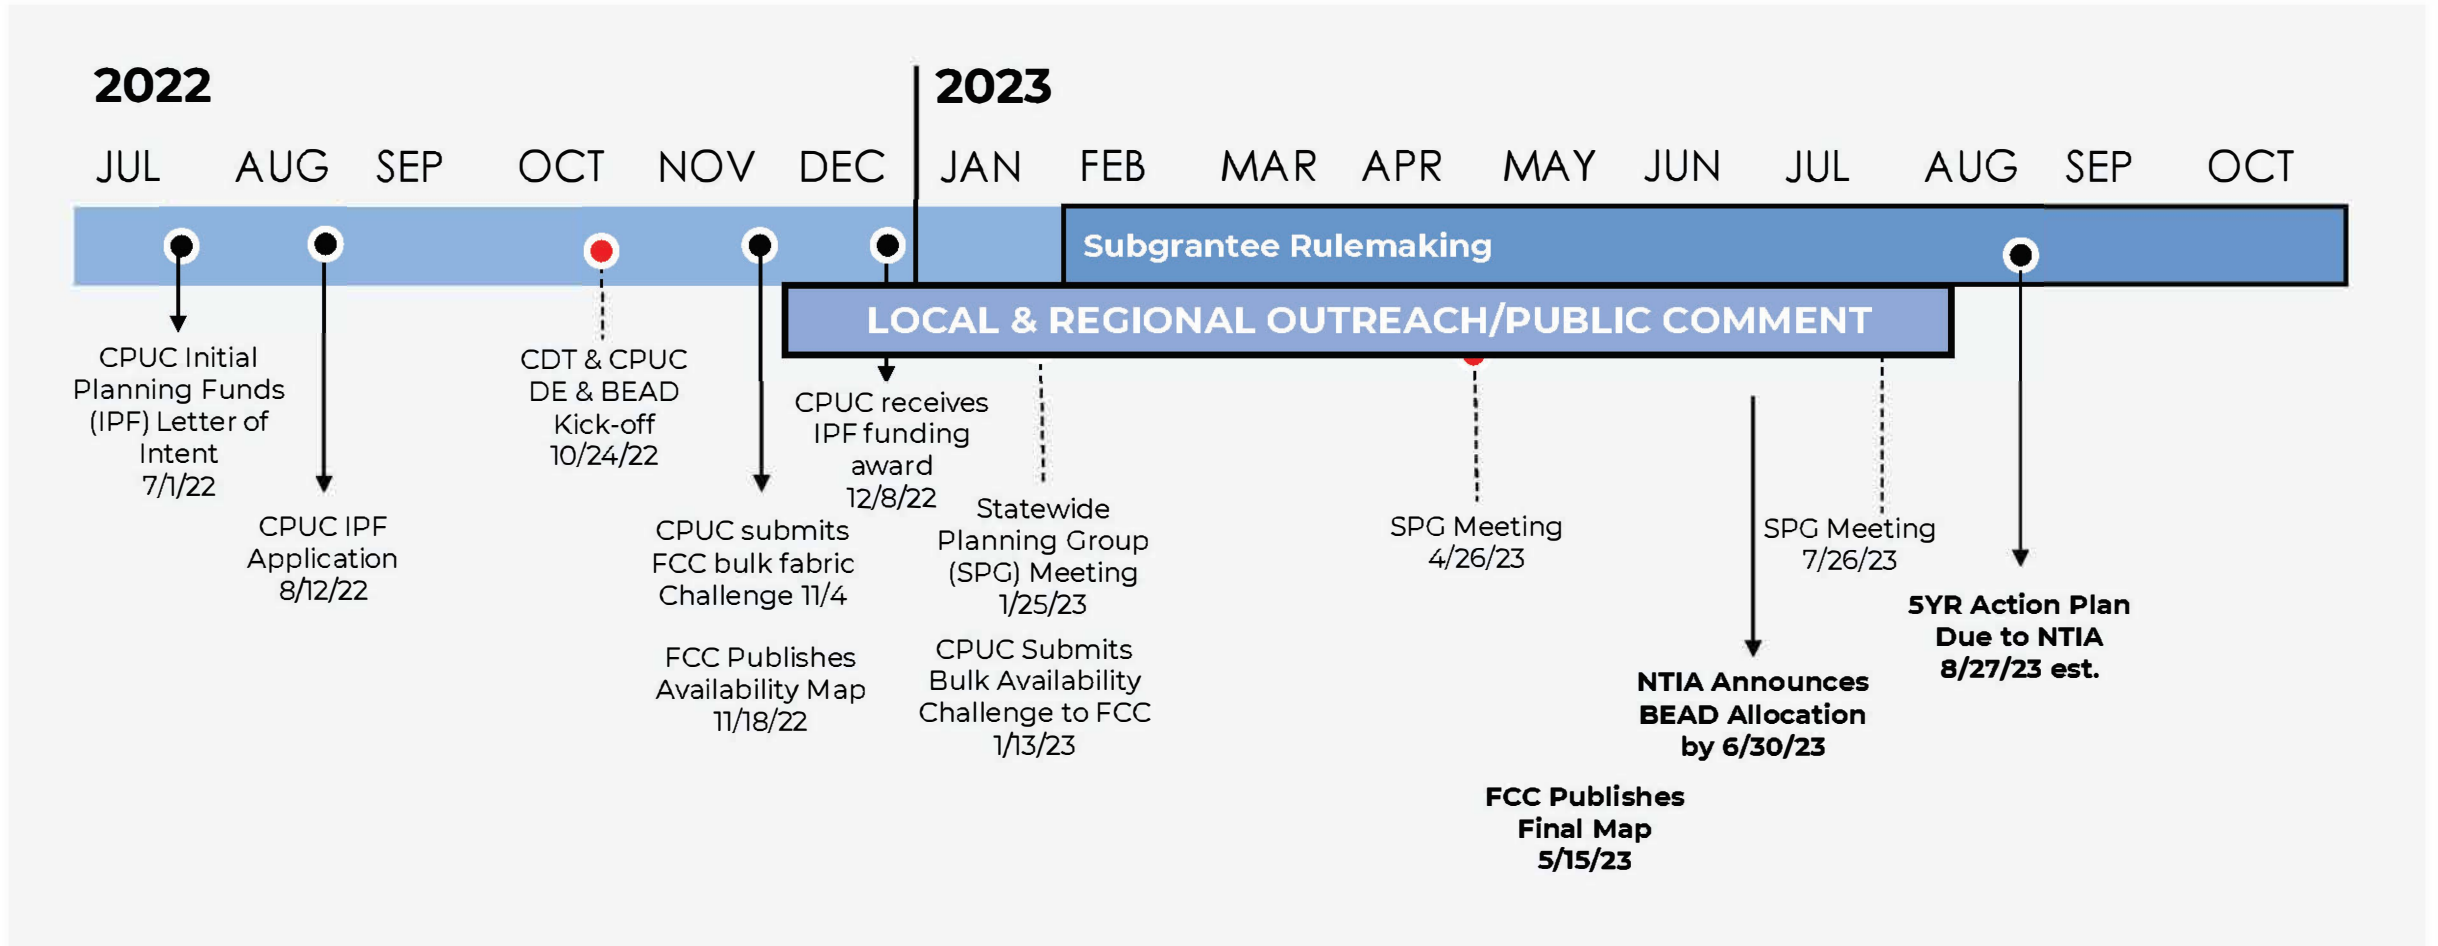 2022
2023
JUL AUG SEP OCT NOV DEC JAN FEB MAR APR MAY JUN JUL AUG SEP OCT
Subgrantee Rulemaking
LOCAL & REGIONAL OUTREACH/PUBLIC COMMENT
CPUC Initial
Planning Funds
(IPF) Letter of
Intent
7/1/22
CPUC IPF
Application
8/12/22
CDT & CPUC
DE & BEAD
Kick-off
10/24/22
CPUC submits
FCC bulk fabric
Challenge 11/4
FCC Publishes
Availability Map
11/18/22
CPUC receives
IPF funding
award
12/8/22
Statewide
Planning Group
(SPG) Meeting
1/25/23
CPUC Submits
Bulk Availability
Challenge to FCC
1/13/23
SPG Meeting
4/26/23
FCC Publishes
Final Map
5/15/23
NTIA Announces
BEAD Allocation
by 6/30/23
SPG Meeting
7/26/23
5YR Action Plan
Due to NTIA
8/27/23 est.